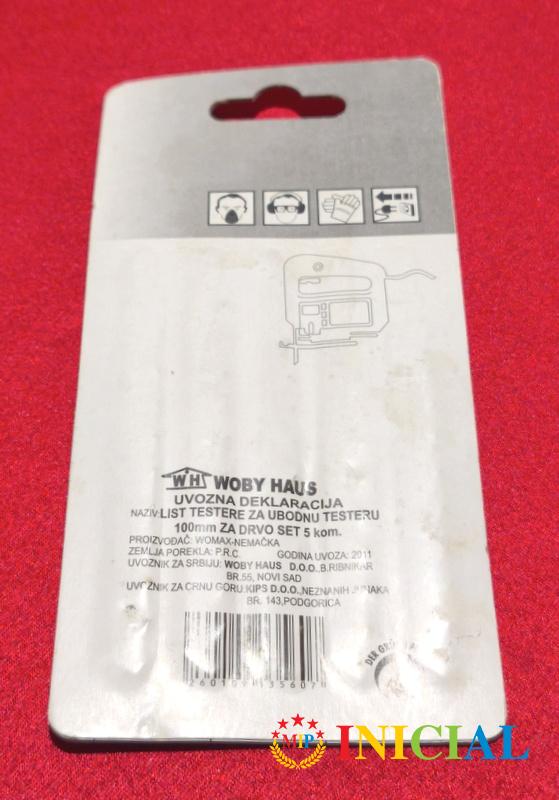 WH WOBY HAUS
UVOZNA DEKLARACIJA
NAZIV:LIST TESTERE ZA UBODNU TESTERU
100mm ZA DRVO SET 5 kom.
PROIZVOĐAČ: WOMAX-NEMAČKA
ZEMLJA POREKLA: P.R.C. GODINA UVOZA: 2011
UVOZNIK ZA SRBIJU: WOBY HAUS D.O.O.,B.RIBNIKAR
BR.55, NOVI SAD
UVOZNIK ZA CRNU GORU:KIPS D.O.O.,NEZNANIH JUNAKA
BR. 143,PODGORICA
DER
MIP INICIAL